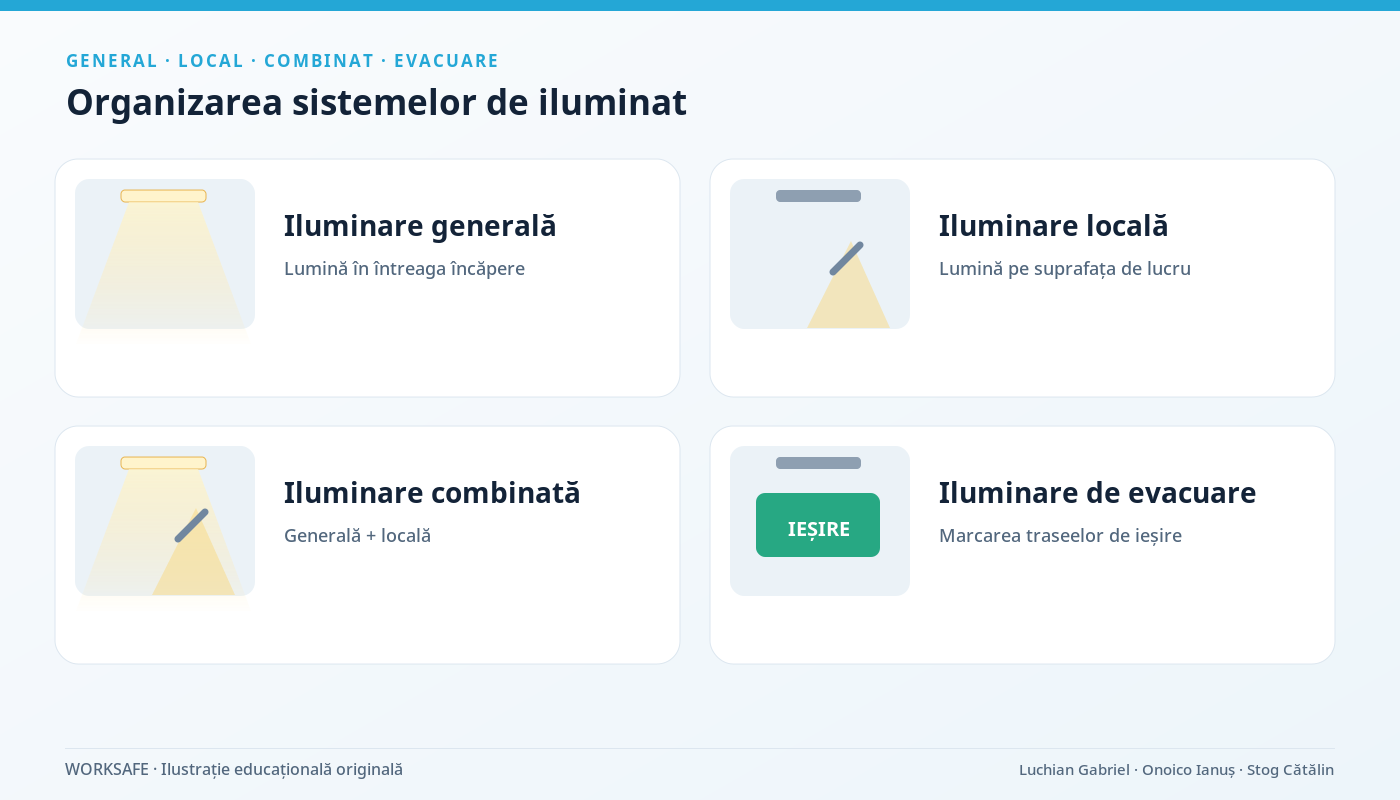 GENERAL · LOCAL · COMBINAT · EVACUARE
Organizarea sistemelor de iluminat
Iluminare generală
Lumină în întreaga încăpere
Iluminare locală
Lumină pe suprafața de lucru
Iluminare combinată
Generală + locală
IEȘIRE
Iluminare de evacuare
Marcarea traseelor de ieșire
WORKSAFE · Ilustrație educațională originală
Luchian Gabriel · Onoico Ianuș · Stog Cătălin